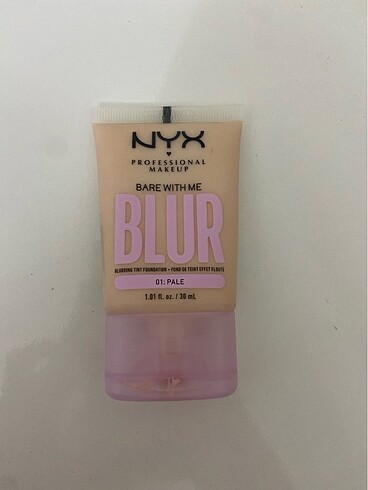 NYX
PROFESSIONAL
MAKEUP
BARE WITH ME
BLUR
BLURRING TINT FOUNDATION • FOND DE TEINT EFFET FLOUTÉ
01: PALE
1.01 fl. oz. / 30 mL